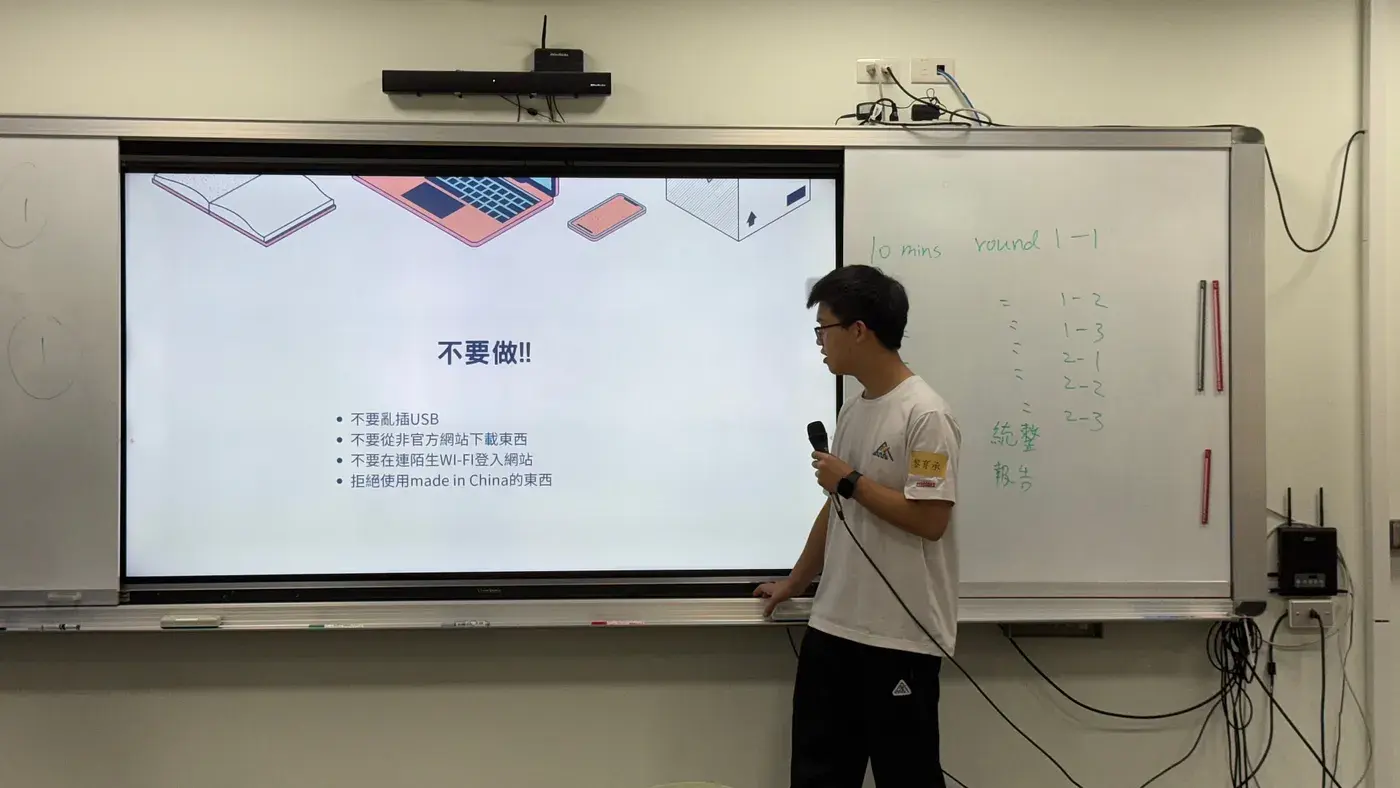 不要做!!
不要亂插USB
不要從非官方網站下載東西
不要在連陌生WI-FI登入網站
拒絕使用made in China的東西
10 mins round 1-1
= 1-2
= 1-3
= 2-1
= 2-2
= 2-3
統整
報告
1
1